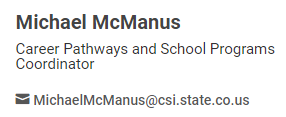 Michael McManus
Career Pathways and School Programs
Coordinator
MichaelMcManus@csi.state.co.us